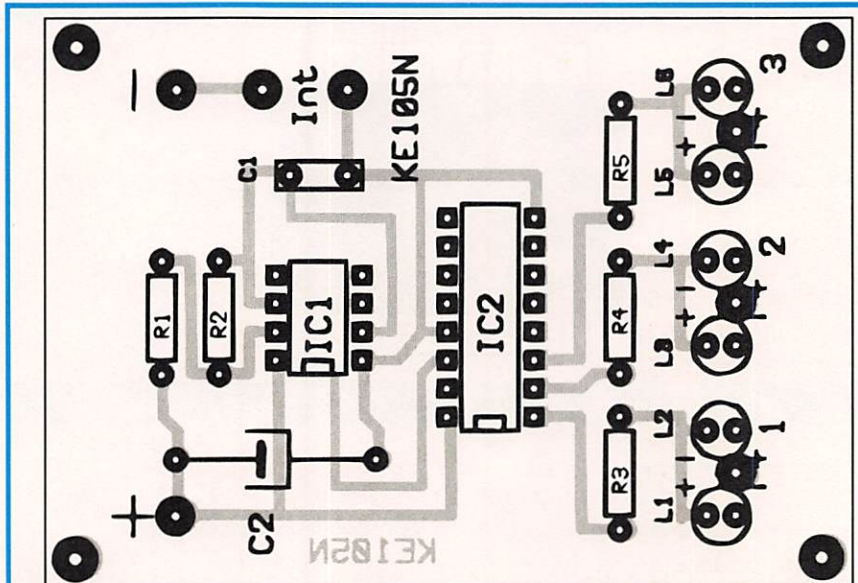 −
Int
KE105N
C1
R1
R2
IC1
IC2
R5
R4
R3
L6
L5
3
− +
+
L4
L3
2
− +
+
L2
L1
1
− +
+
+
C2
KE105N